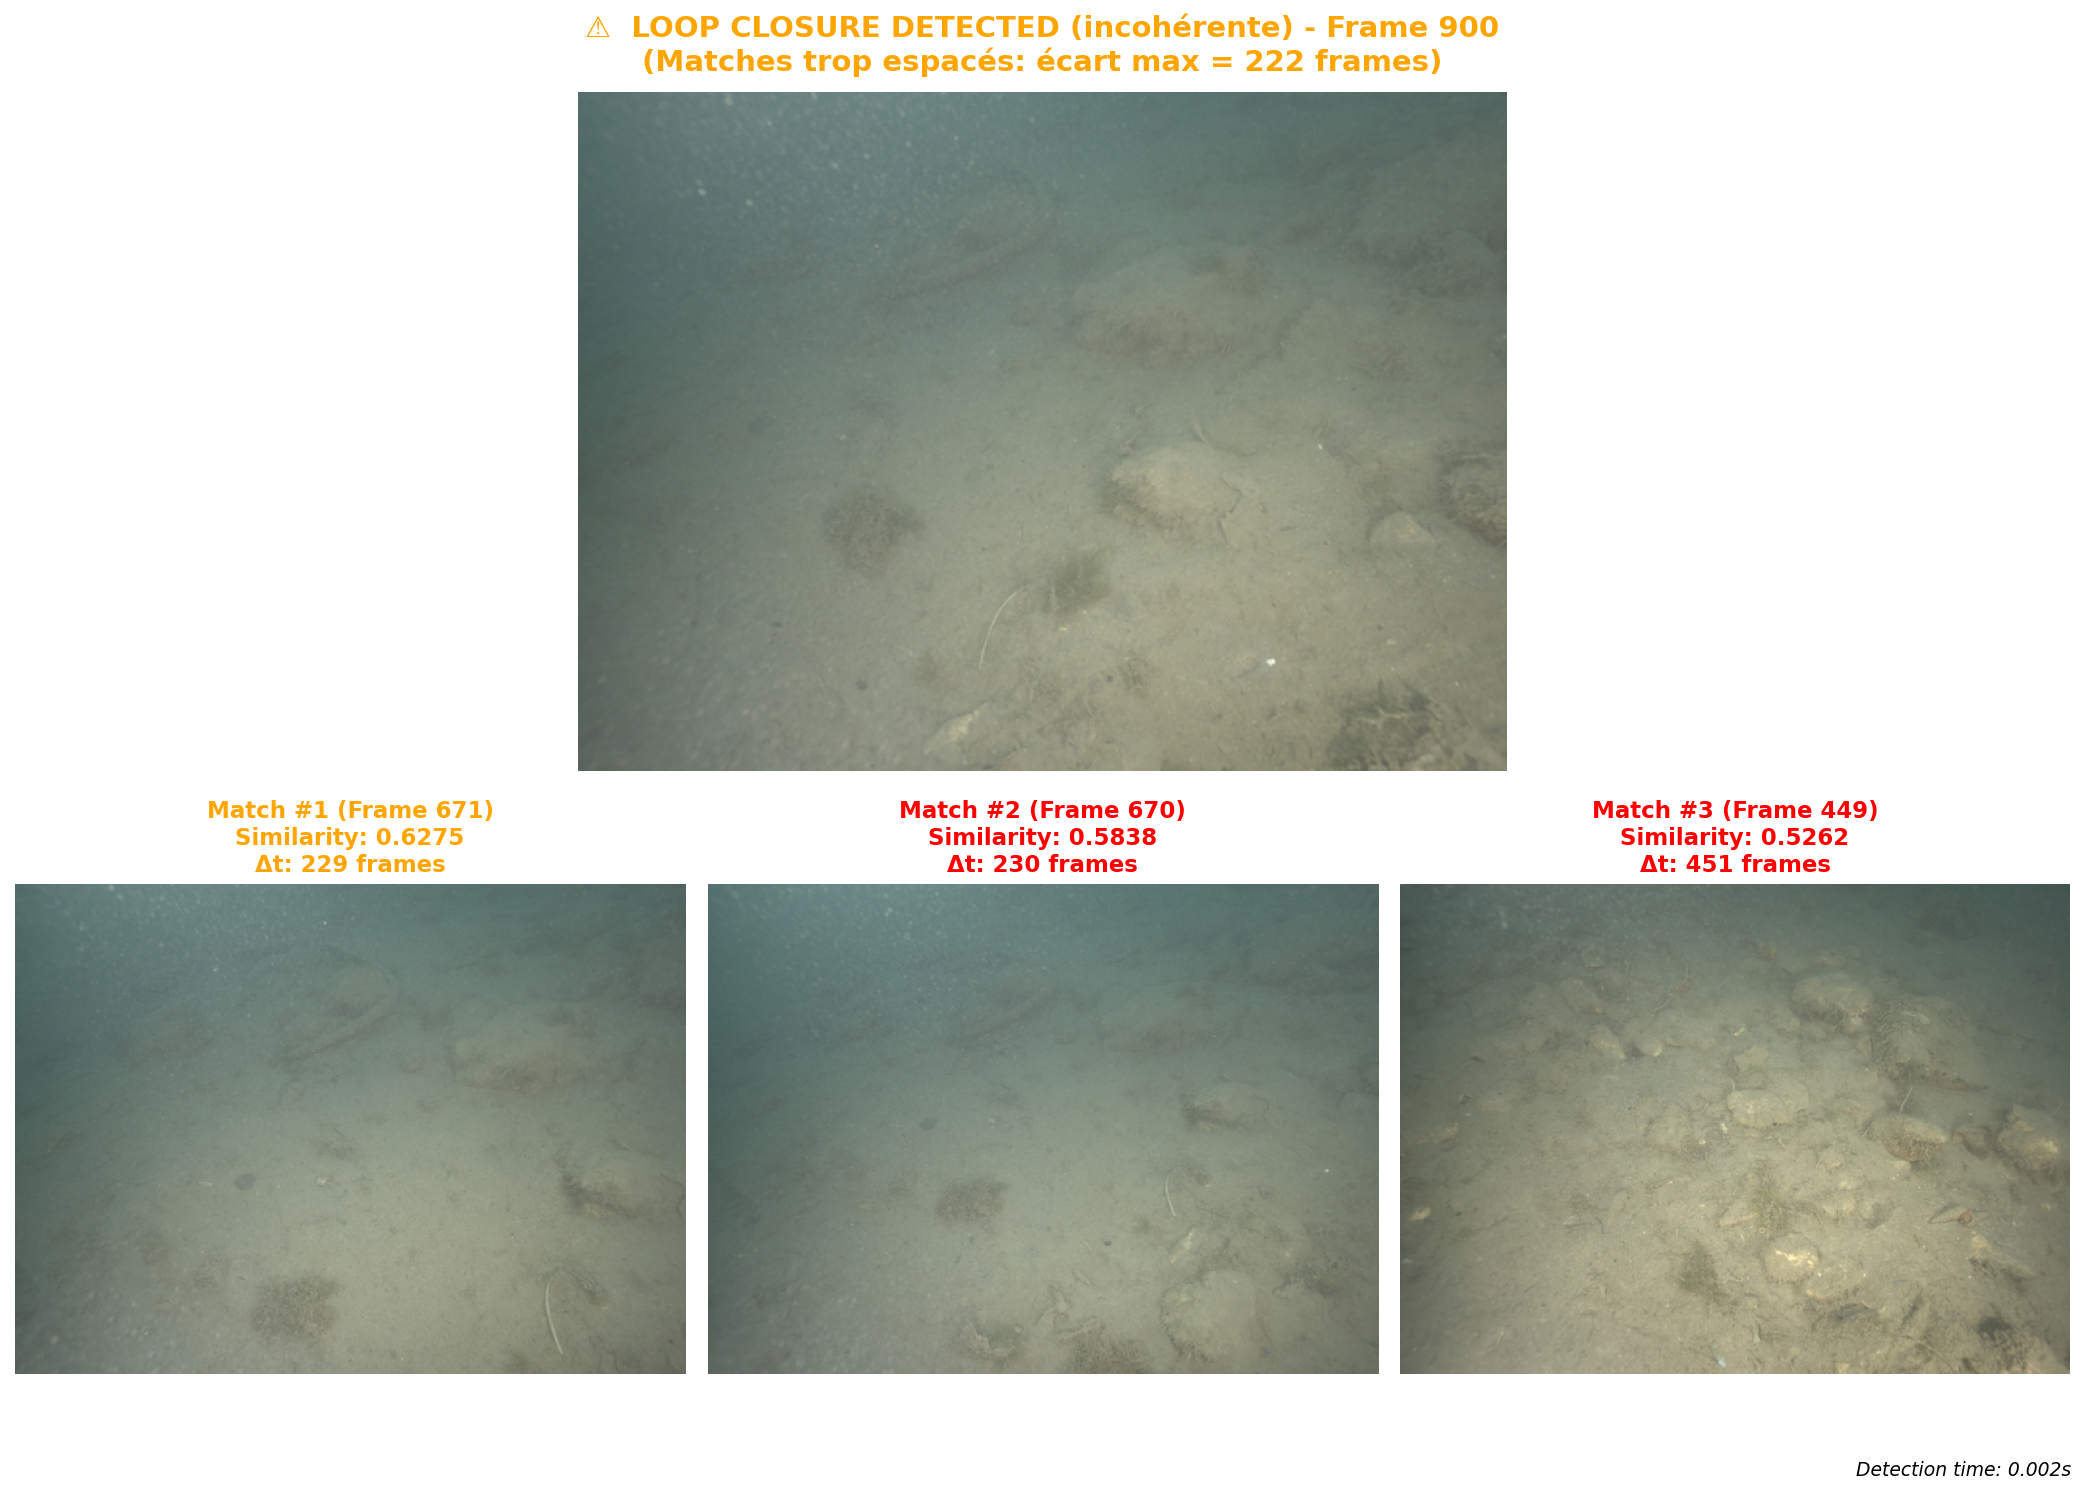 ⚠ LOOP CLOSURE DETECTED (incohérente) - Frame 900
(Matches trop espacés: écart max = 222 frames)
Match #1 (Frame 671)
Similarity: 0.6275
Δt: 229 frames
Match #2 (Frame 670)
Similarity: 0.5838
Δt: 230 frames
Match #3 (Frame 449)
Similarity: 0.5262
Δt: 451 frames
Detection time: 0.002s